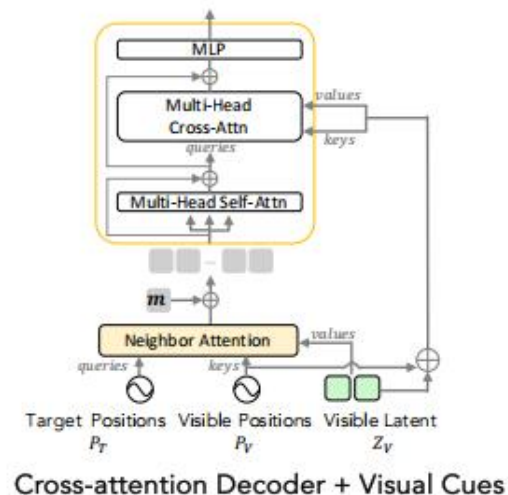 MLP
Multi-Head
Cross-Attn
values
keys
queries
Multi-Head Self-Attn
m
Neighbor Attention
values
queries
keys
Target Positions Visible Positions Visible Latent
P_T P_V Z_V
Cross-attention Decoder + Visual Cues